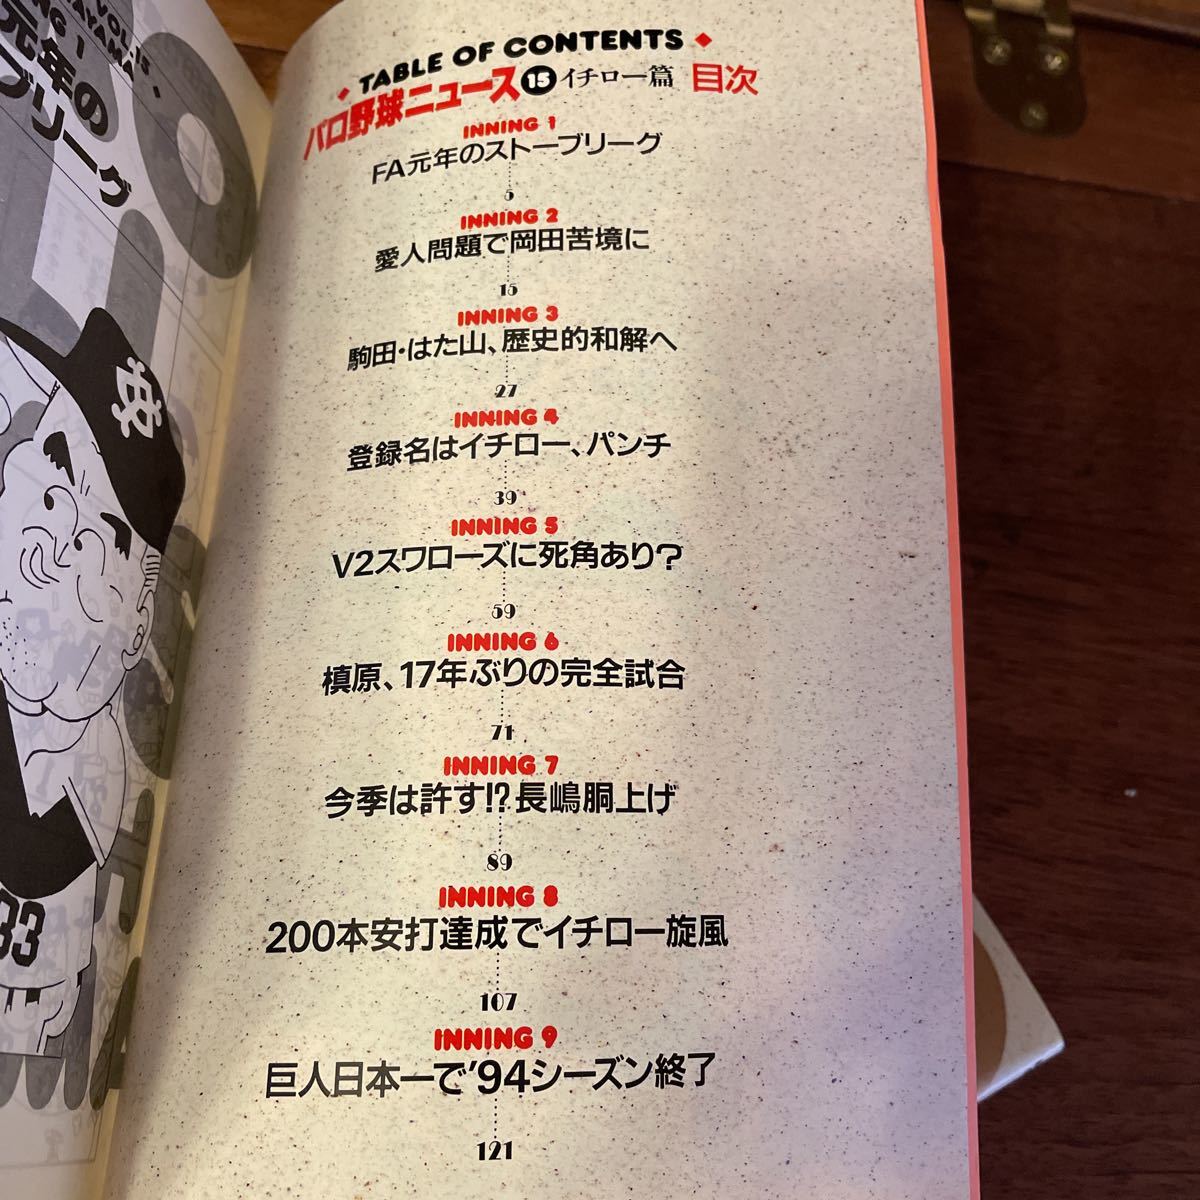 VOL.15
元年の
ブリーグ
33
TABLE OF CONTENTS
パロ野球ニュース⑮イチロー篇 目次
INNING 1
FA元年のストーブリーグ
5
INNING 2
愛人問題で岡田苦境に
15
INNING 3
駒田・はた山、歴史的和解へ
27
INNING 4
登録名はイチロー、パンチ
39
INNING 5
V2スワローズに死角あり?
59
INNING 6
槙原、17年ぶりの完全試合
71
INNING 7
今季は許す!?長嶋胴上げ
89
INNING 8
200本安打達成でイチロー旋風
107
INNING 9
巨人日本一で'94シーズン終了
121